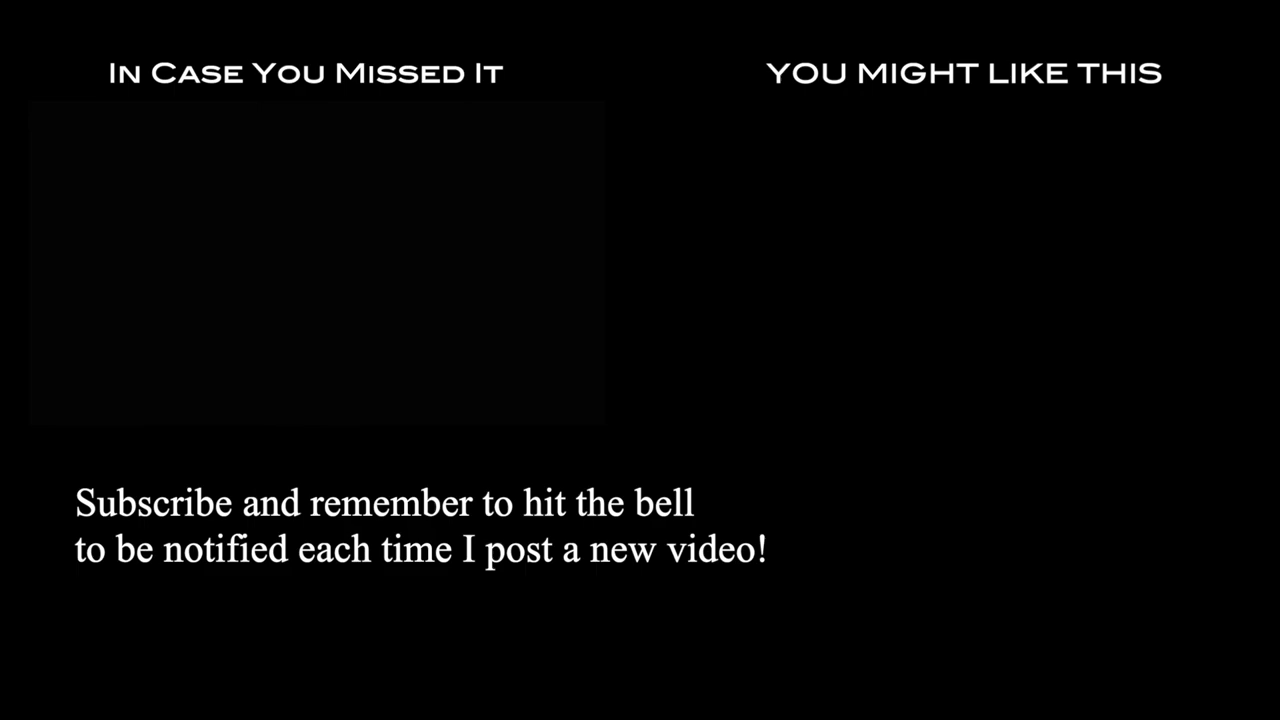 In Case You Missed It
YOU MIGHT LIKE THIS
Subscribe and remember to hit the bell
to be notified each time I post a new video!